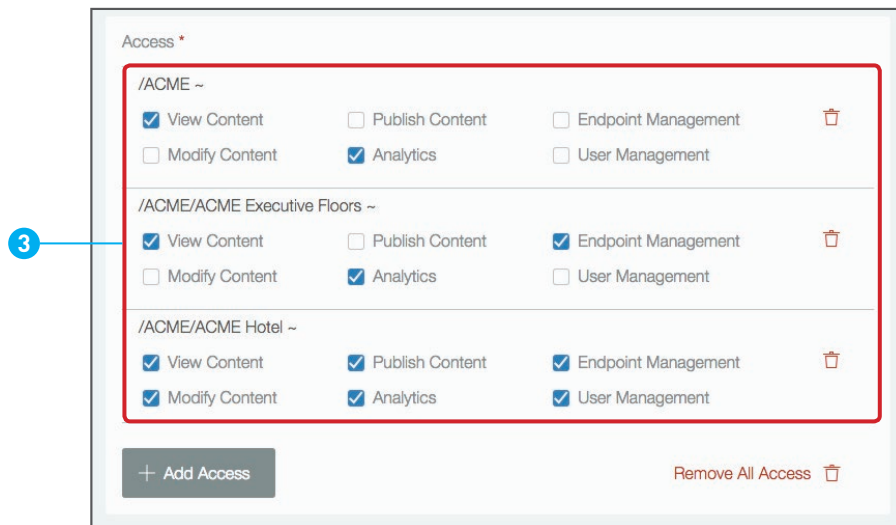 Access *
/ACME ~
View Content Publish Content Endpoint Management
Modify Content Analytics User Management
/ACME/ACME Executive Floors ~
3
View Content Publish Content Endpoint Management
Modify Content Analytics User Management
/ACME/ACME Hotel ~
View Content Publish Content Endpoint Management
Modify Content Analytics User Management
+ Add Access Remove All Access